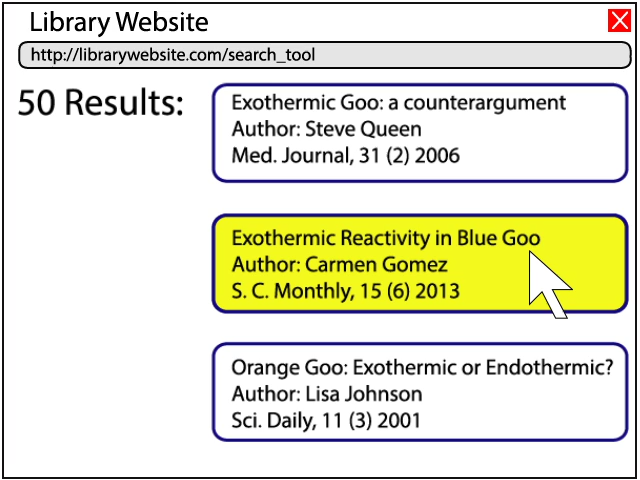 Library Website
http://librarywebsite.com/search_tool
50 Results:
Exothermic Goo: a counterargument
Author: Steve Queen
Med. Journal, 31 (2) 2006
Exothermic Reactivity in Blue Goo
Author: Carmen Gomez
S. C. Monthly, 15 (6) 2013
Orange Goo: Exothermic or Endothermic?
Author: Lisa Johnson
Sci. Daily, 11 (3) 2001